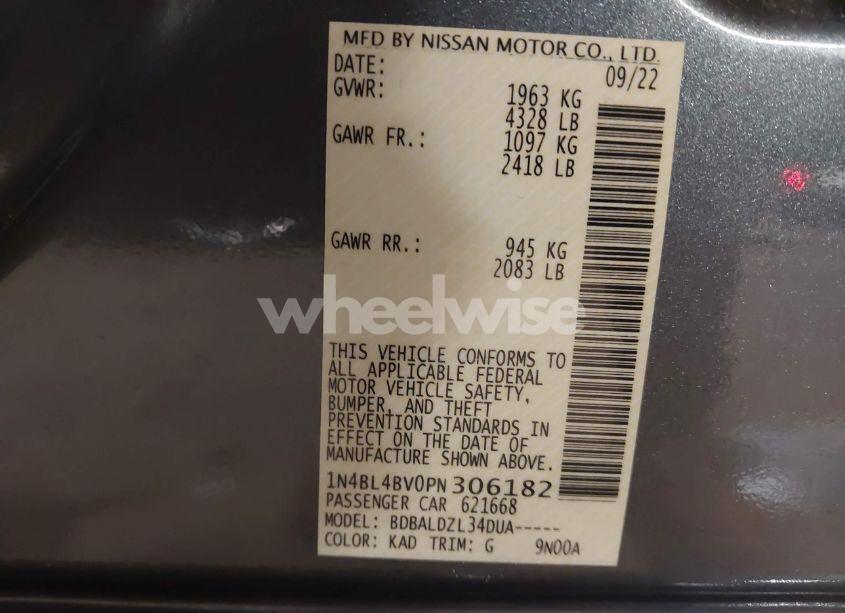 MFD BY NISSAN MOTOR CO., LTD.
DATE: 09/22
GVWR: 1963 KG
4328 LB
GAWR FR.: 1097 KG
2418 LB
GAWR RR.: 945 KG
2083 LB
wheelwise
THIS VEHICLE CONFORMS TO
ALL APPLICABLE FEDERAL
MOTOR VEHICLE SAFETY,
BUMPER, AND THEFT
PREVENTION STANDARDS IN
EFFECT ON THE DATE OF
MANUFACTURE SHOWN ABOVE.
1N4BL4BV0PN306182
PASSENGER CAR 621668
MODEL: BDBALDZL34DUA-----
COLOR: KAD TRIM: G 9N00A